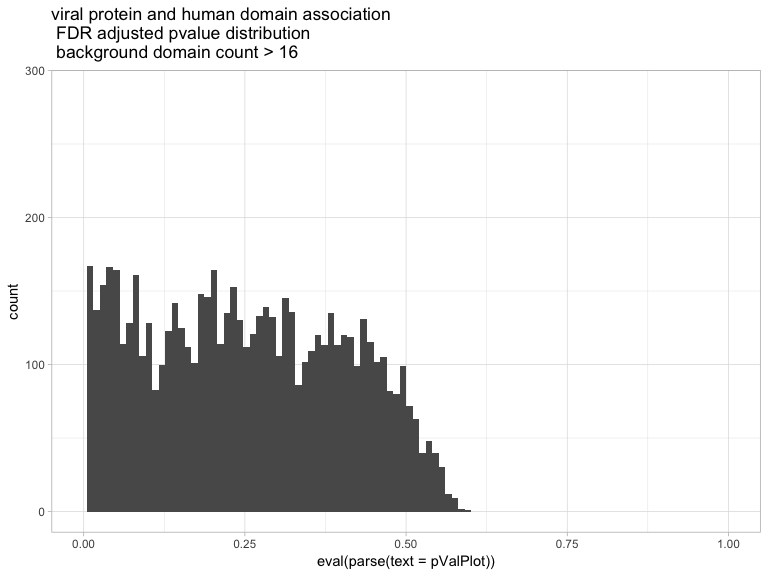 viral protein and human domain association
FDR adjusted pvalue distribution
background domain count > 16
300
200
100
0
count
0.00 0.25 0.50 0.75 1.00
eval(parse(text = pValPlot))